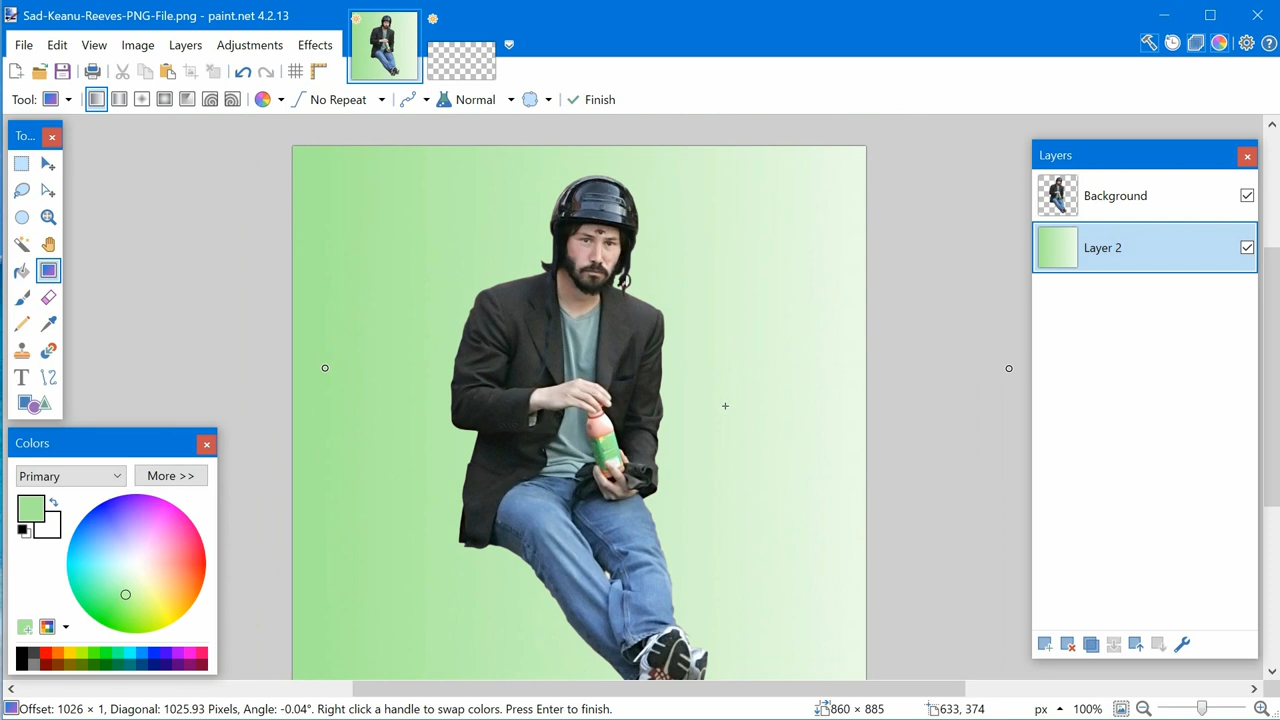 Sad-Keanu-Reeves-PNG-File.png - paint.net 4.2.13
File Edit View Image Layers Adjustments Effects
Tool: No Repeat Normal Finish
To...
Layers
Background
Layer 2
Colors
Primary More >>
Offset: 1026 × 1, Diagonal: 1025.93 Pixels, Angle: -0.04°. Right click a handle to swap colors. Press Enter to finish. 860 × 885 633, 374 px 100%